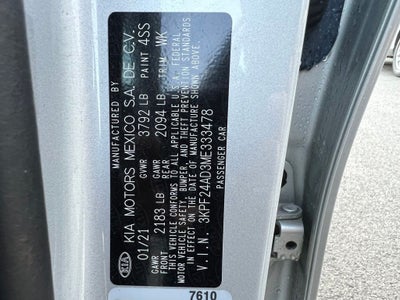 KIA
MANUFACTURED BY
KIA MOTORS MEXICO S.A. DE C.V.
01/21 GVWR 3792 LB PAINT 4SS
GAWR FRONT 2183 LB GAWR REAR 2094 LB TRIM WK
THIS VEHICLE CONFORMS TO ALL APPLICABLE U.S.A. FEDERAL
MOTOR VEHICLE SAFETY, BUMPER, AND THEFT PREVENTION STANDARDS
IN EFFECT ON THE DATE OF MANUFACTURE SHOWN ABOVE.
V.I.N. 3KPF24AD3ME333478
PASSENGER CAR
7610